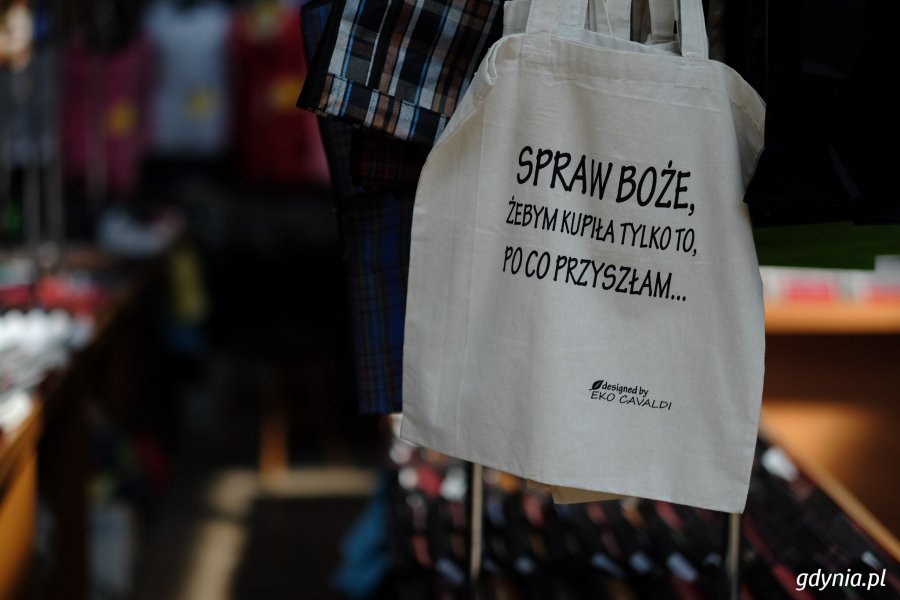 SPRAW BOŻE,
ŻEBYM KUPIŁA TYLKO TO,
PO CO PRZYSZŁAM...
designed by
EKO CAVALDI
gdynia.pl